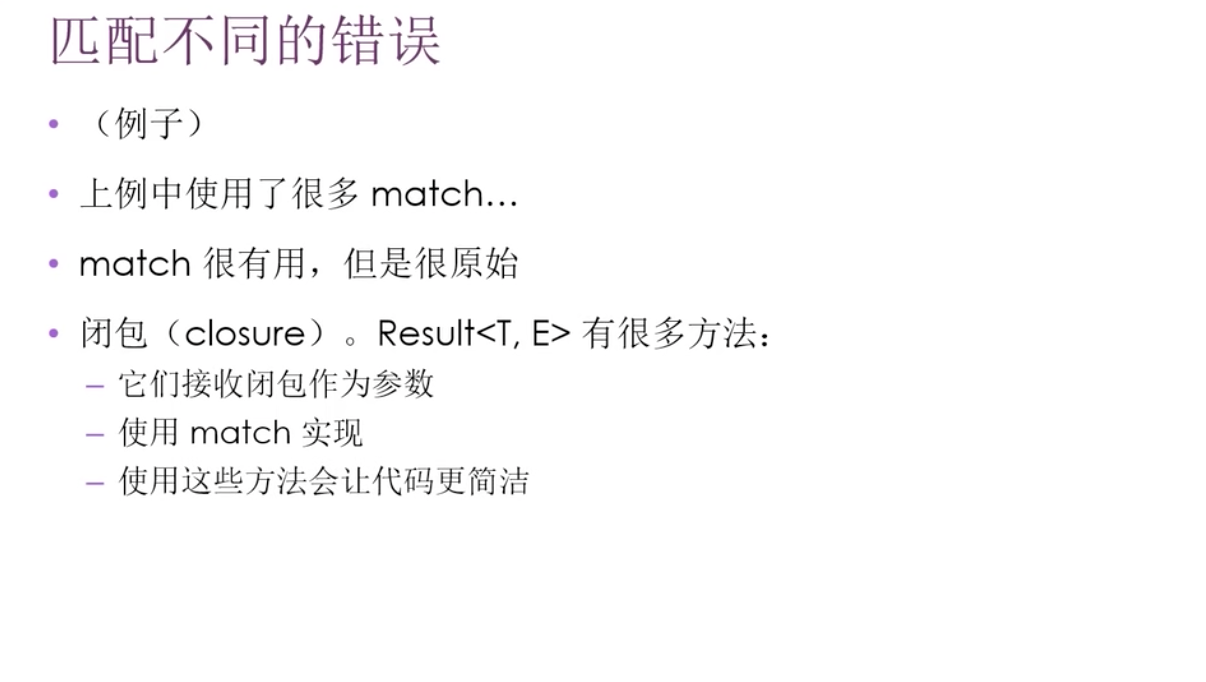 匹配不同的错误
• （例子）
• 上例中使用了很多 match...
• match 很有用，但是很原始
• 闭包（closure）。Result<T, E> 有很多方法：
– 它们接收闭包作为参数
– 使用 match 实现
– 使用这些方法会让代码更简洁